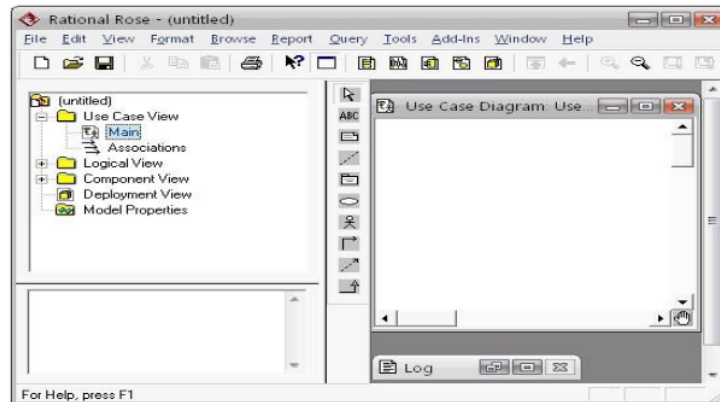 Rational Rose - (untitled)
File Edit View Format Browse Report Query Tools Add-Ins Window Help
(untitled)
Use Case View
Main
Associations
Logical View
Component View
Deployment View
Model Properties
ABC
Use Case Diagram: Use...
Log
For Help, press F1